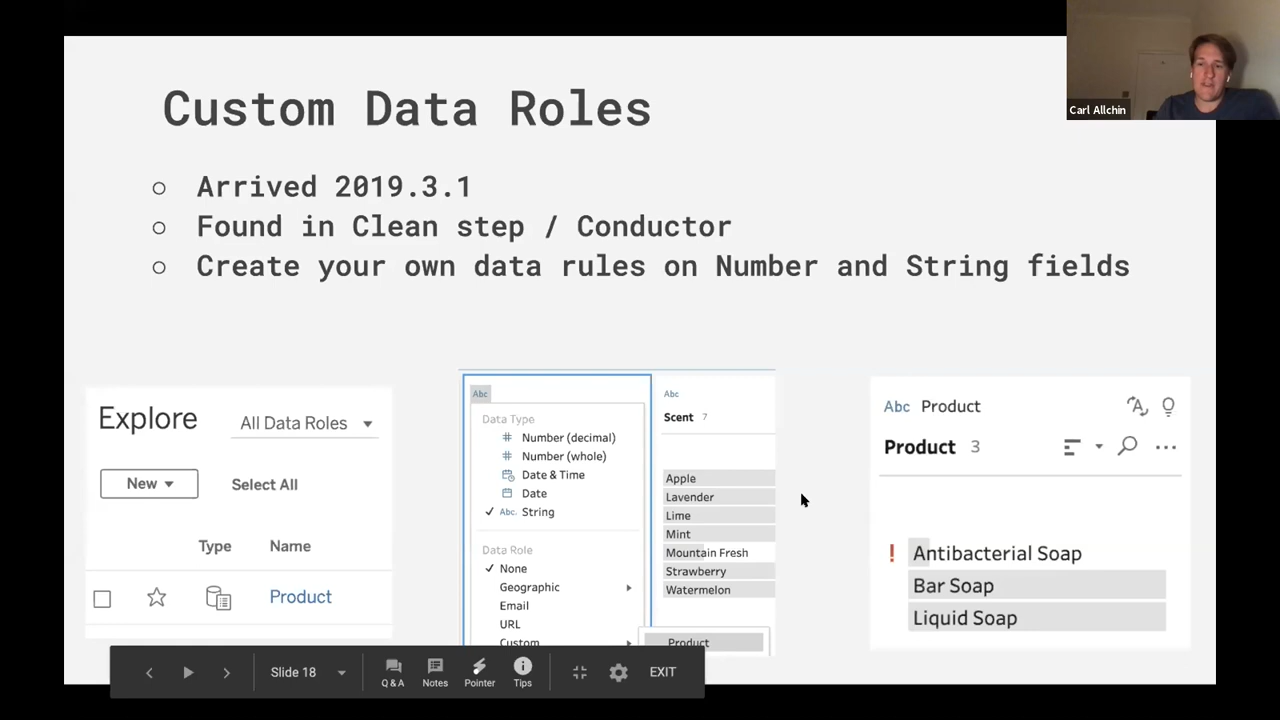 Custom Data Roles
Carl Allchin
○ Arrived 2019.3.1
○ Found in Clean step / Conductor
○ Create your own data rules on Number and String fields
Explore
All Data Roles
New
Select All
Type Name
Product
Abc
Data Type
# Number (decimal)
# Number (whole)
Date & Time
Date
✓ Abc String
Data Role
✓ None
Geographic
Email
URL
Custom
Product
Abc
Scent 7
Apple
Lavender
Lime
Mint
Mountain Fresh
Strawberry
Watermelon
Abc Product
Product 3
! Antibacterial Soap
Bar Soap
Liquid Soap
Slide 18
Q & A
Notes
Pointer
Tips
EXIT